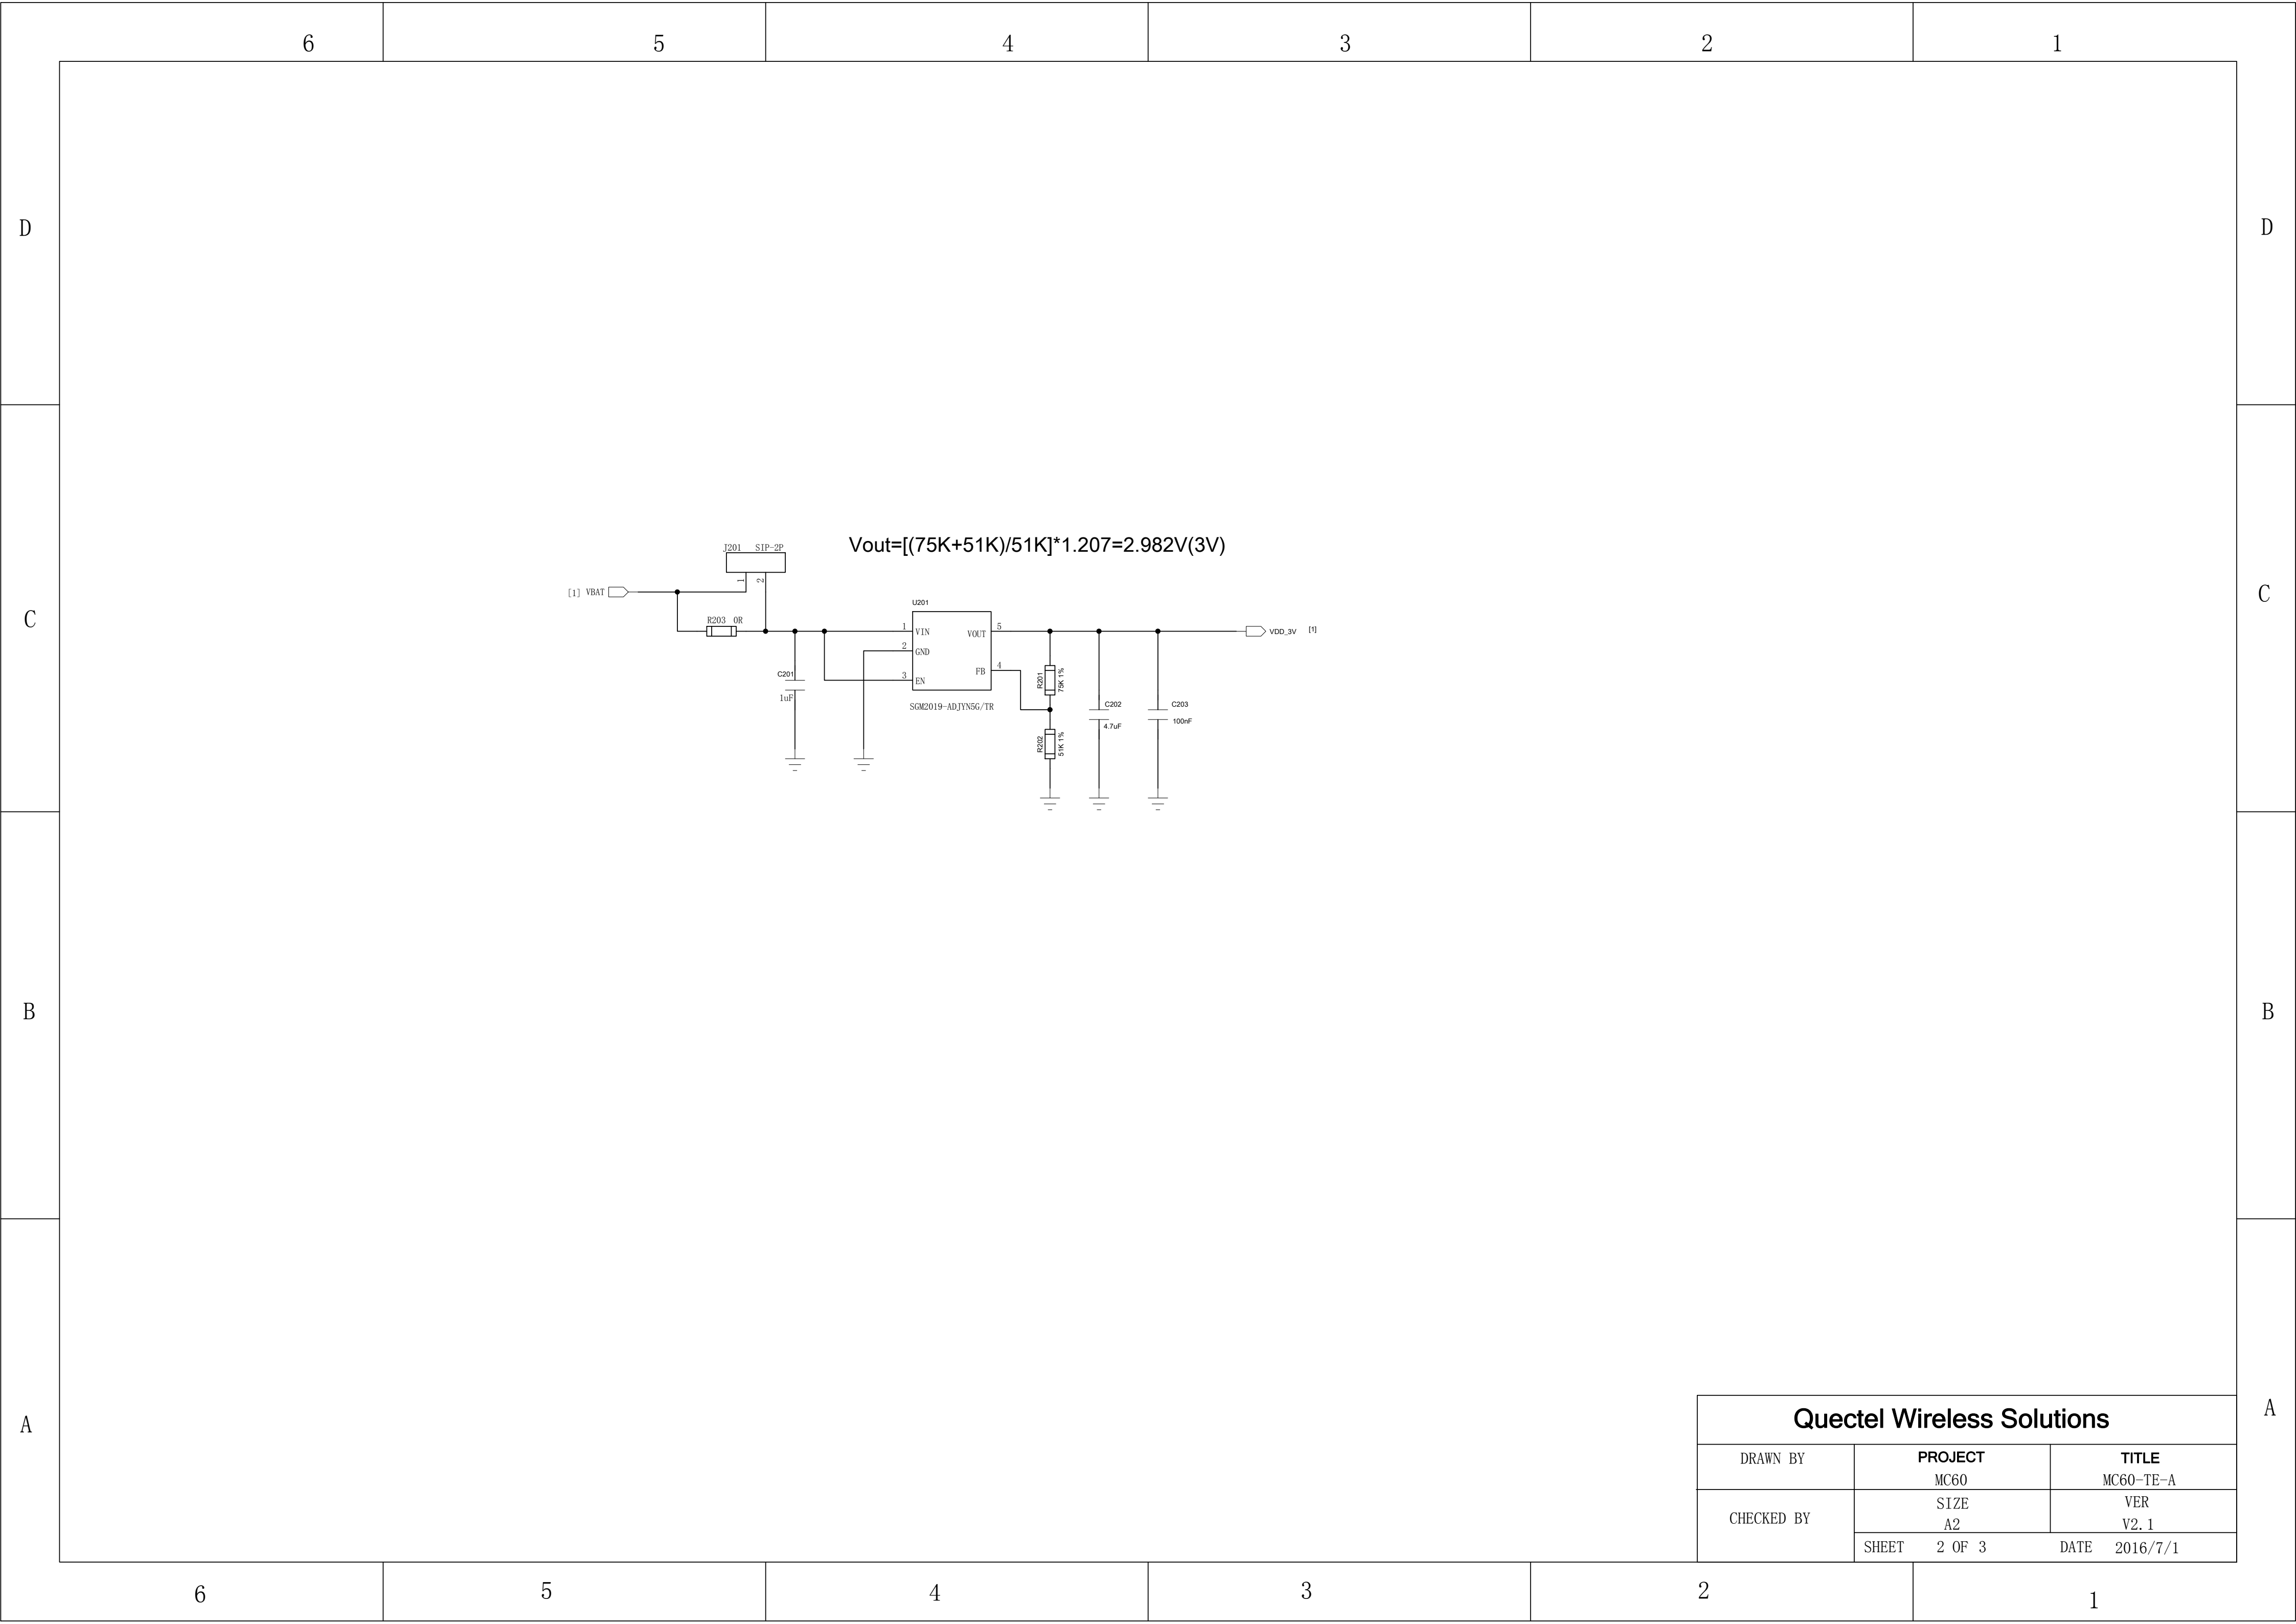 6 5 4 3 2 1
D D
Vout=[(75K+51K)/51K]*1.207=2.982V(3V)
J201 SIP-2P
1 2
[1] VBAT
C C
U201
R203 0R
1 VIN VOUT 5
VDD_3V [1]
2 GND
FB 4
3 EN
C201
1uF
R201
75K 1%
SGM2019-ADJYN5G/TR
C202
4.7uF
C203
100nF
R202
51K 1%
B B
A A
Quectel Wireless Solutions
DRAWN BY PROJECT TITLE
MC60 MC60-TE-A
CHECKED BY SIZE VER
A2 V2.1
SHEET 2 OF 3 DATE 2016/7/1
6 5 4 3 2 1